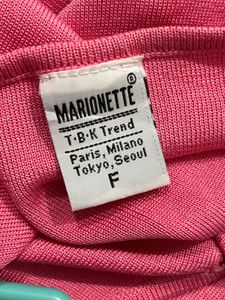 MARIONETTE®
T·B·K Trend
Paris, Milano
Tokyo, Seoul
F